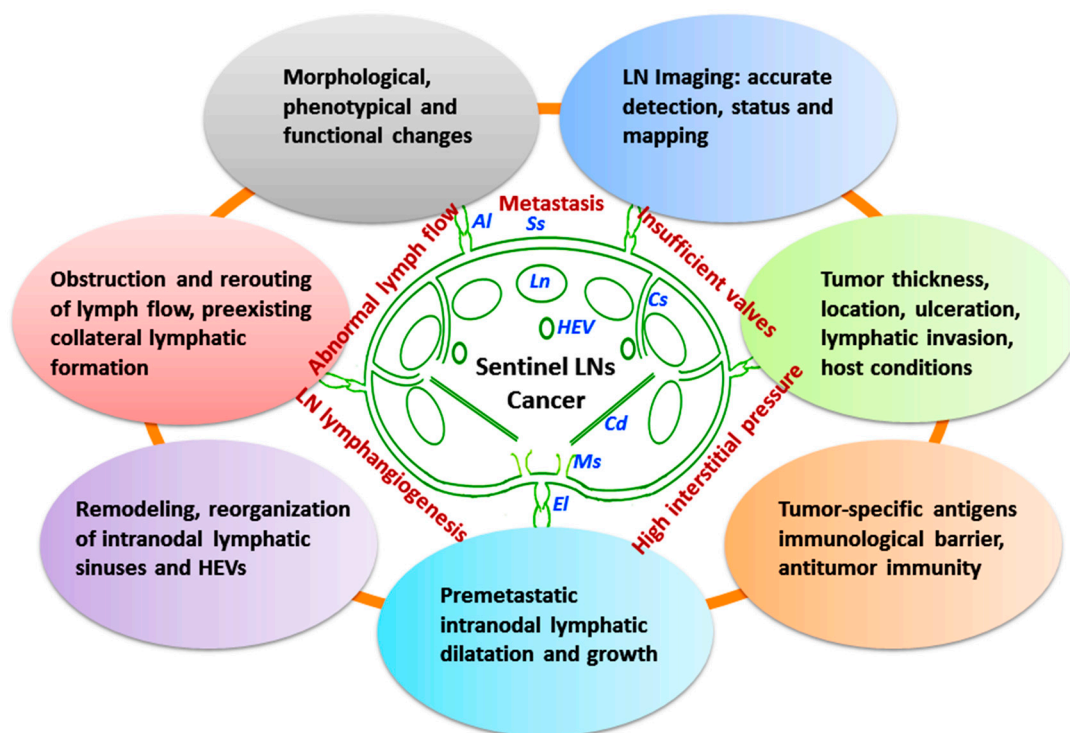 Morphological,
phenotypical and
functional changes
LN Imaging: accurate
detection, status and
mapping
Obstruction and rerouting
of lymph flow, preexisting
collateral lymphatic
formation
Tumor thickness,
location, ulceration,
lymphatic invasion,
host conditions
Remodeling, reorganization
of intranodal lymphatic
sinuses and HEVs
Tumor-specific antigens
immunological barrier,
antitumor immunity
Premetastatic
intranodal lymphatic
dilatation and growth
Metastasis
Abnormal lymph flow
Insufficient valves
LN lymphangiogenesis
High interstitial pressure
Al
Ss
Ln
Cs
HEV
Sentinel LNs
Cancer
Cd
Ms
El